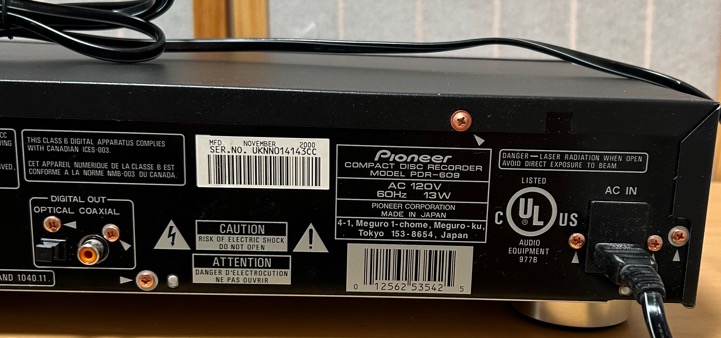 CC
THIS CLASS B DIGITAL APPARATUS COMPLIES
WITH CANADIAN ICES-003.
CET APPAREIL NUMERIQUE DE LA CLASSE B EST
CONFORME A LA NORME NMB-003 DU CANADA.
DIGITAL OUT
OPTICAL COAXIAL
AND 1040.11.
MFD. NOVEMBER 2000
SER.NO. UKNNO14143CC
CAUTION
RISK OF ELECTRIC SHOCK
DO NOT OPEN
ATTENTION
DANGER D'ELECTROCUTION
NE PAS OUVRIR
Pioneer
COMPACT DISC RECORDER
MODEL PDR-609
AC 120V
60Hz 13W
PIONEER CORPORATION
MADE IN JAPAN
4-1, Meguro 1-chome, Meguro-ku,
Tokyo 153-8654, Japan
0 12562 53542 5
DANGER—LASER RADIATION WHEN OPEN.
AVOID DIRECT EXPOSURE TO BEAM.
LISTED
C UL US
AUDIO
EQUIPMENT
977B
AC IN